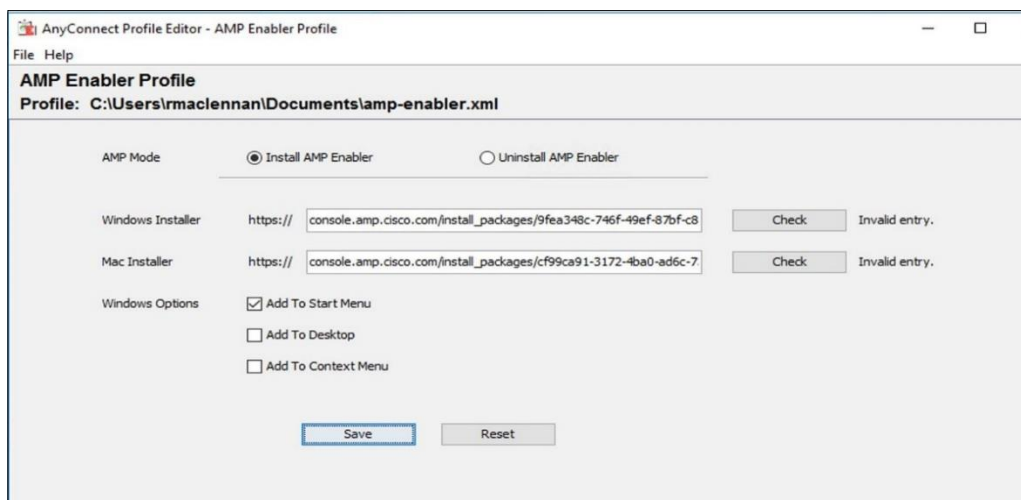 AnyConnect Profile Editor - AMP Enabler Profile
File Help
AMP Enabler Profile
Profile: C:\Users\rmaclennan\Documents\amp-enabler.xml
AMP Mode Install AMP Enabler Uninstall AMP Enabler
Windows Installer https:// console.amp.cisco.com/install_packages/9fea348c-746f-49ef-87bf-c8 Check Invalid entry.
Mac Installer https:// console.amp.cisco.com/install_packages/cf99ca91-3172-4ba0-ad6c-7 Check Invalid entry.
Windows Options Add To Start Menu
Add To Desktop
Add To Context Menu
Save Reset